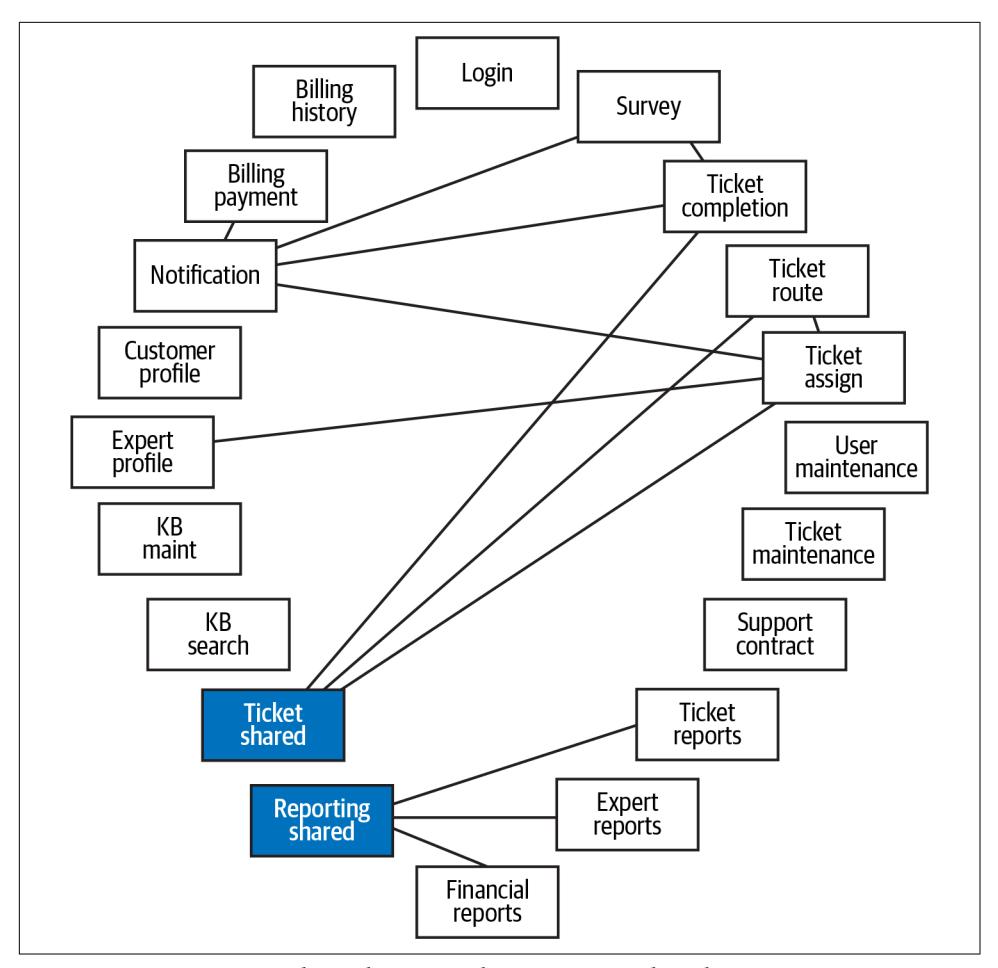 Login
Billing
history
Survey
Billing
payment
Ticket
completion
Notification
Ticket
route
Customer
profile
Ticket
assign
Expert
profile
User
maintenance
KB
maint
Ticket
maintenance
KB
search
Support
contract
Ticket
shared
Ticket
reports
Reporting
shared
Expert
reports
Financial
reports